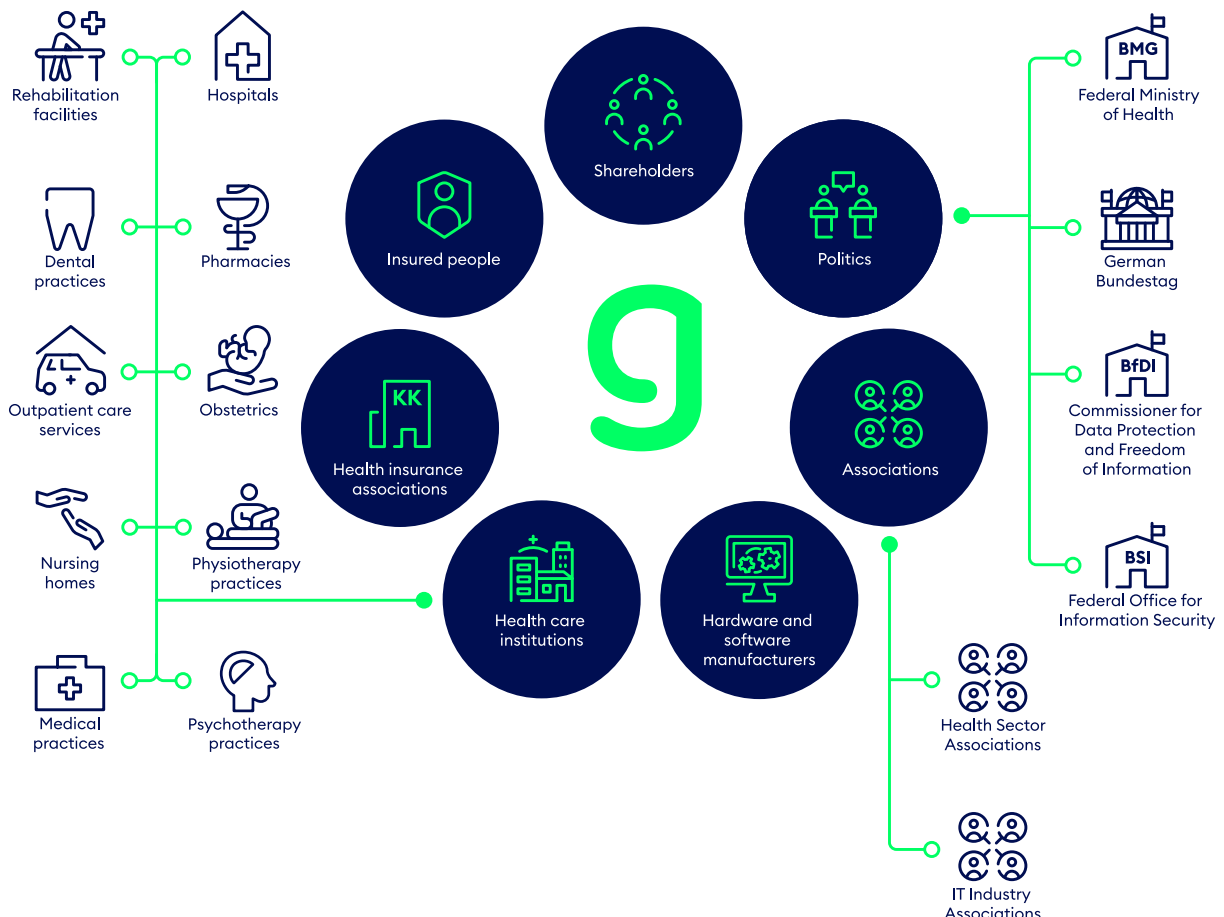 Rehabilitation
facilities
Hospitals
Dental
practices
Pharmacies
Outpatient care
services
Obstetrics
Nursing
homes
Physiotherapy
practices
Medical
practices
Psychotherapy
practices
Shareholders
Insured people
Politics
g
KK
Health insurance
associations
Associations
Health care
institutions
Hardware and
software
manufacturers
BMG
Federal Ministry
of Health
German
Bundestag
BfDI
Commissioner for
Data Protection
and Freedom
of Information
BSI
Federal Office for
Information Security
Health Sector
Associations
IT Industry
Associations